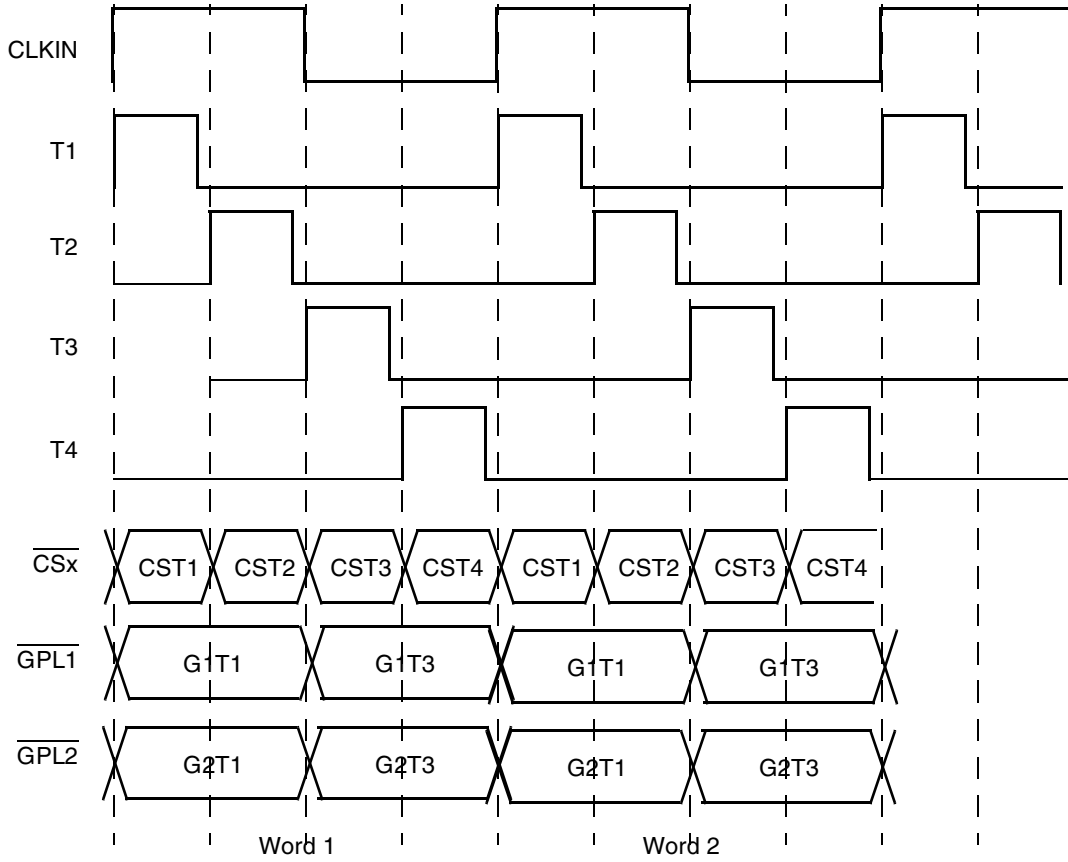 CLKIN
T1
T2
T3
T4
CSx CST1 CST2 CST3 CST4 CST1 CST2 CST3 CST4
GPL1 G1T1 G1T3 G1T1 G1T3
GPL2 G2T1 G2T3 G2T1 G2T3
Word 1 Word 2